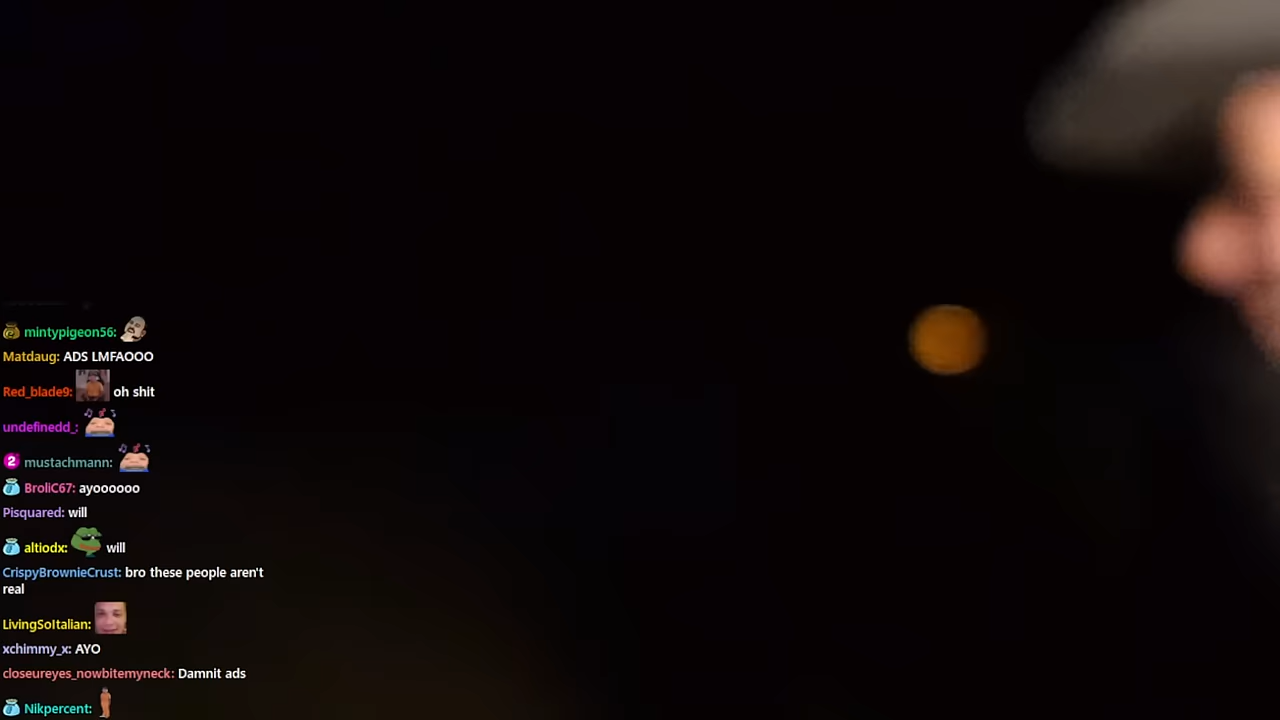 mintypigeon56:
Matdaug: ADS LMFAOOO
Red_blade9: oh shit
undefinedd_:
2 mustachmann:
BroliC67: ayoooooo
Pisquared: will
altiodx: will
CrispyBrownieCrust: bro these people aren't
real
LivingSoItalian:
xchimmy_x: AYO
closeureyes_nowbitemyneck: Damnit ads
Nikpercent: